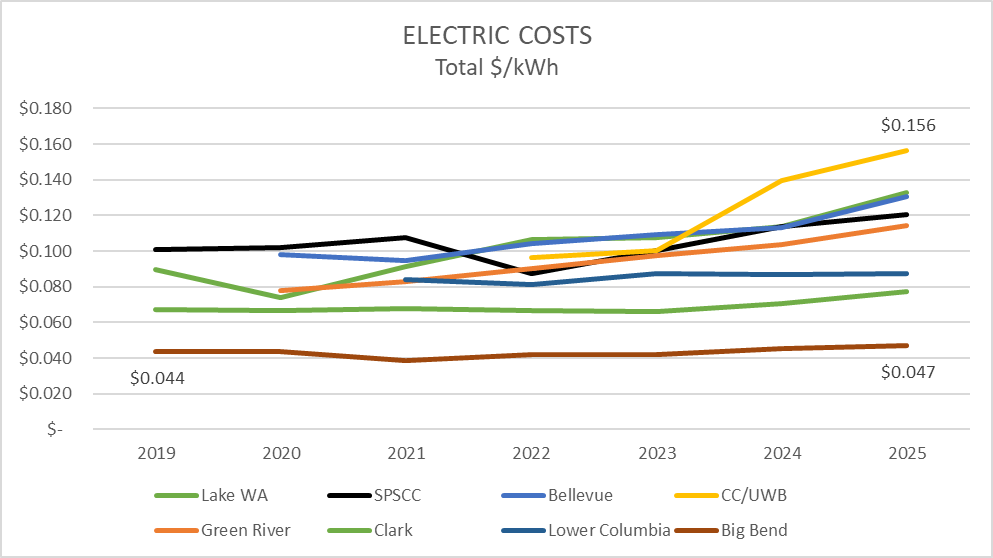 ELECTRIC COSTS
Total $/kWh
$0.180
$0.160
$0.140
$0.120
$0.100
$0.080
$0.060
$0.040
$0.020
$-
$0.156
$0.044
$0.047
2019 2020 2021 2022 2023 2024 2025
Lake WA SPSCC Bellevue CC/UWB
Green River Clark Lower Columbia Big Bend